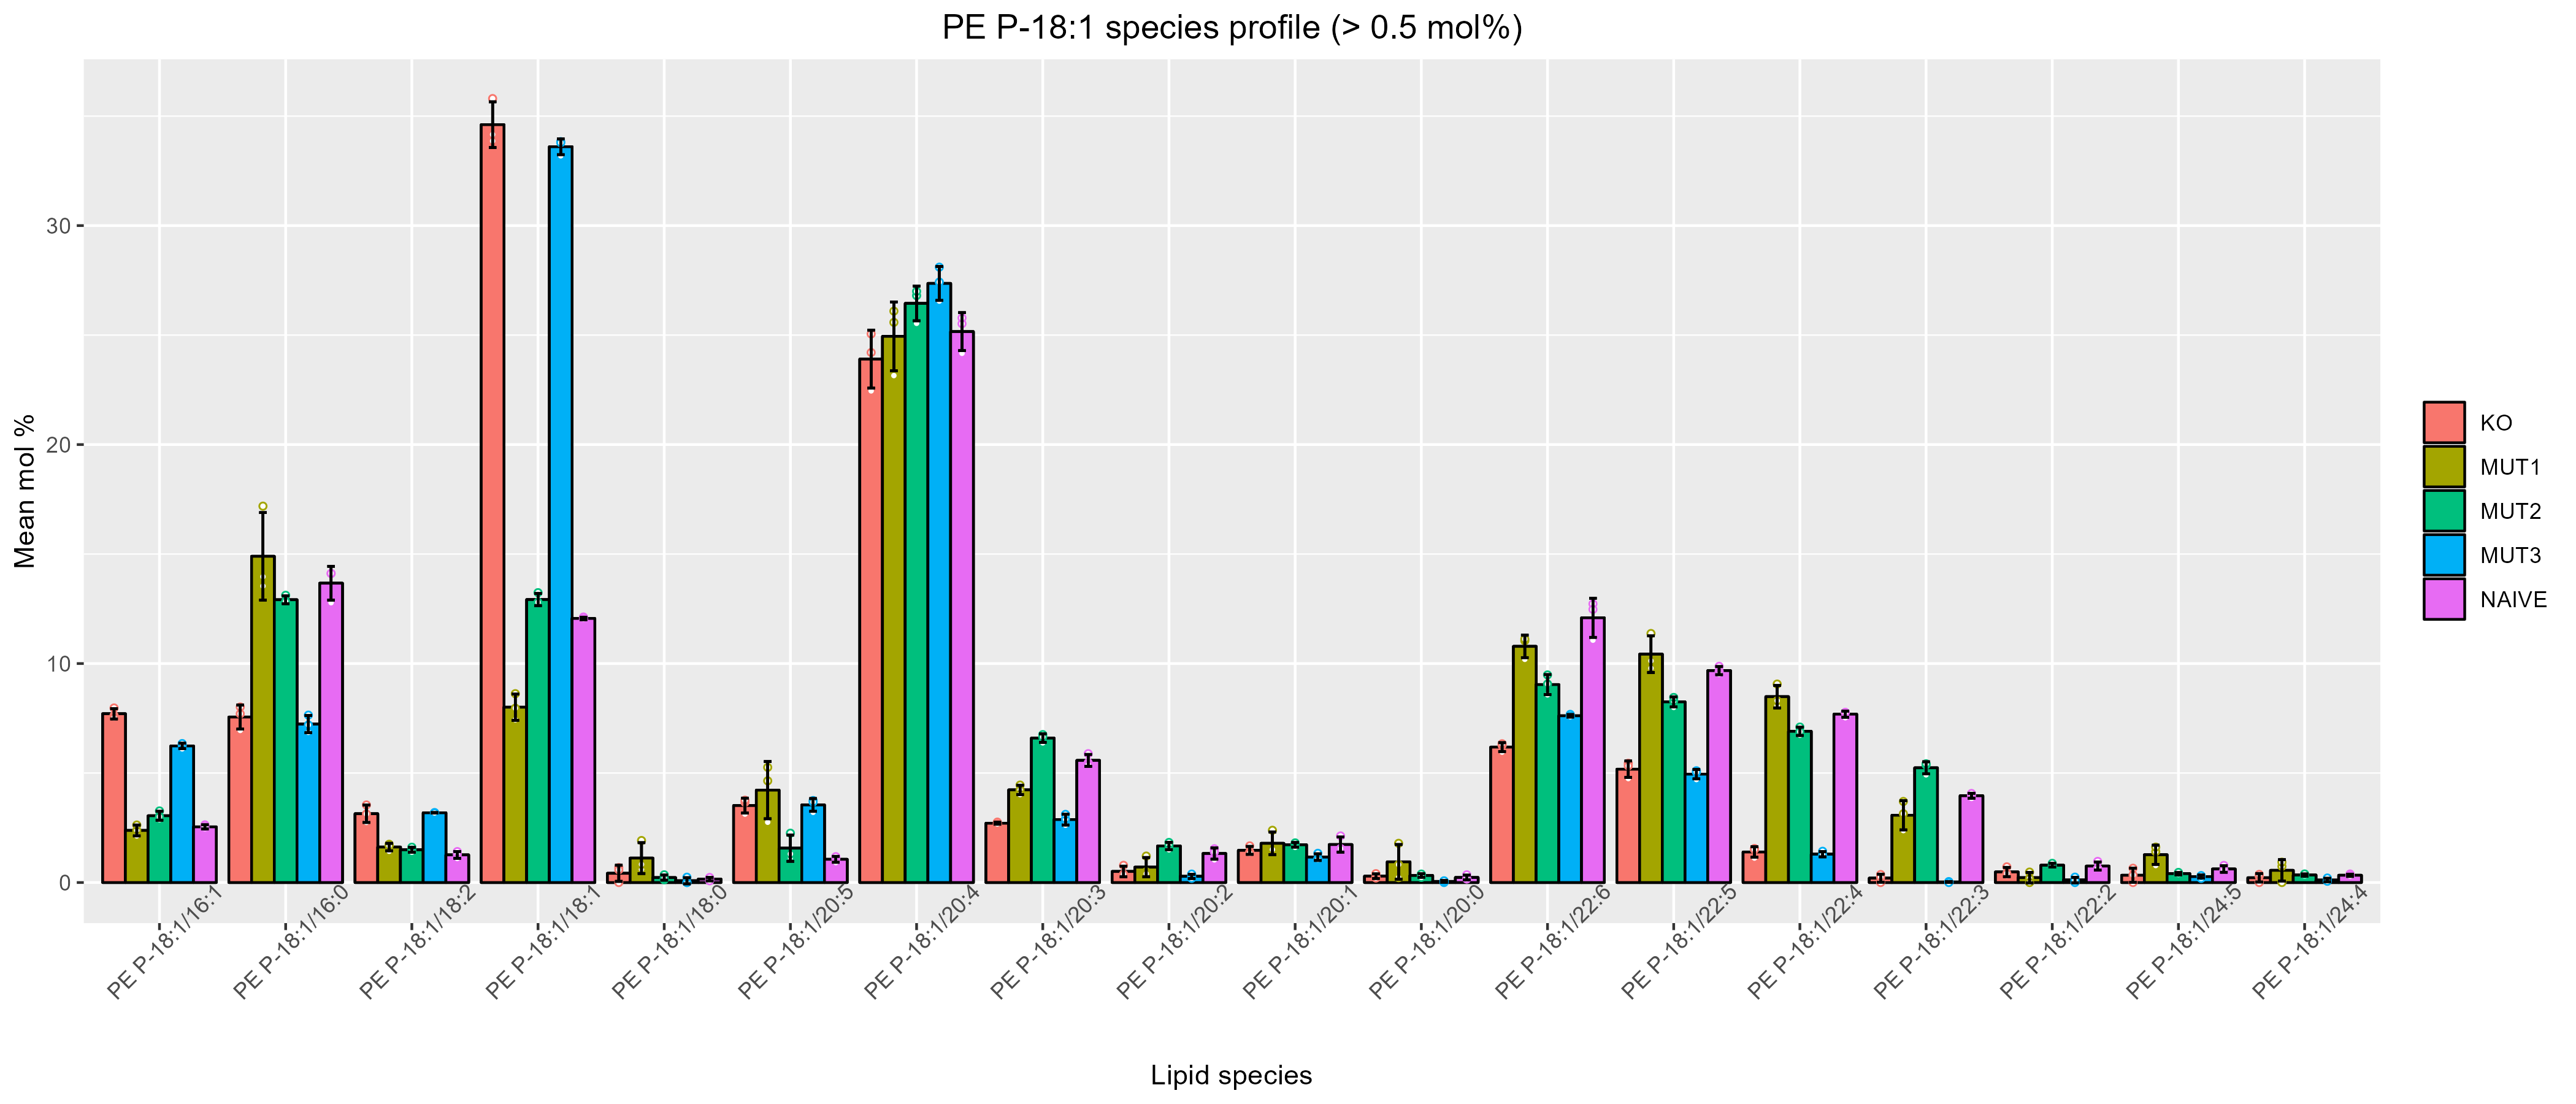 PE P-18:1 species profile (> 0.5 mol%)
Mean mol %
30
20
10
0
PE P-18:1/16:1
PE P-18:1/16:0
PE P-18:1/18:2
PE P-18:1/18:1
PE P-18:1/18:0
PE P-18:1/20:5
PE P-18:1/20:4
PE P-18:1/20:3
PE P-18:1/20:2
PE P-18:1/20:1
PE P-18:1/20:0
PE P-18:1/22:6
PE P-18:1/22:5
PE P-18:1/22:4
PE P-18:1/22:3
PE P-18:1/22:2
PE P-18:1/24:5
PE P-18:1/24:4
Lipid species
KO
MUT1
MUT2
MUT3
NAIVE